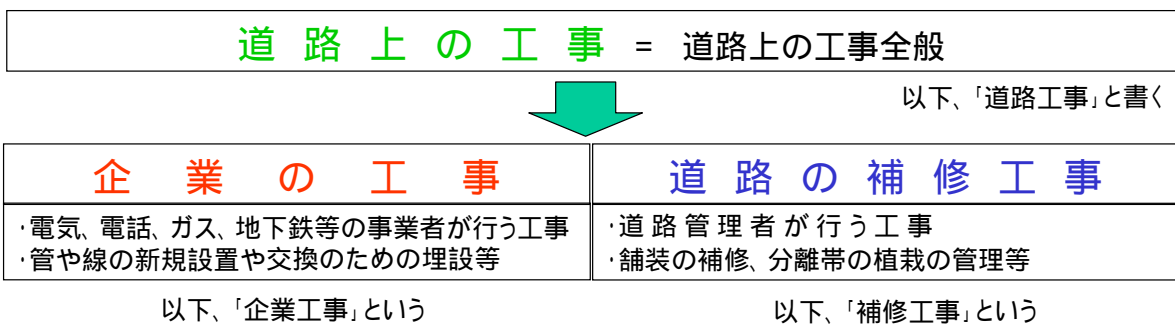 道路上の工事 = 道路上の工事全般
以下、「道路工事」と書く
企業の工事
・電気、電話、ガス、地下鉄等の事業者が行う工事
・管や線の新規設置や交換のための埋設等
以下、「企業工事」という
道路の補修工事
・道路管理者が行う工事
・舗装の補修、分離帯の植栽の管理等
以下、「補修工事」という